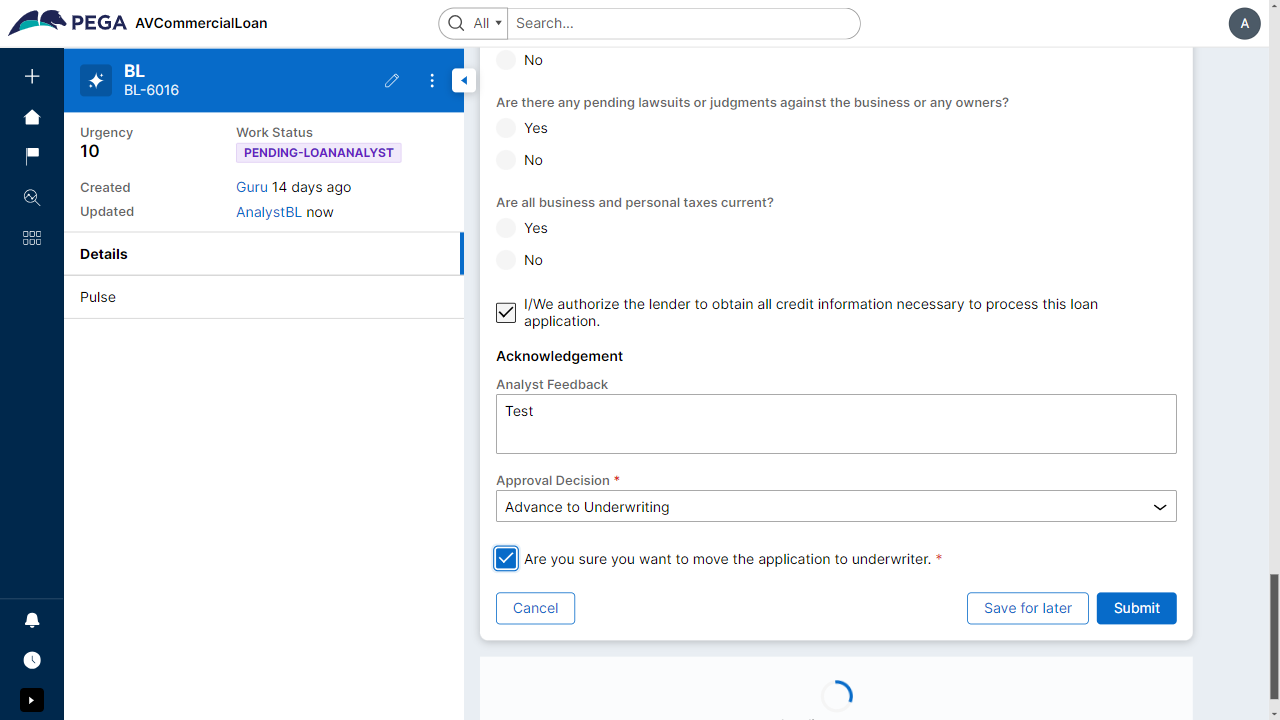 PEGA AVCommercialLoan
All
Search...
A
BL
BL-6016
Urgency
10
Work Status
PENDING-LOANANALYST
Created
Guru 14 days ago
Updated
AnalystBL now
Details
Pulse
No
Are there any pending lawsuits or judgments against the business or any owners?
Yes
No
Are all business and personal taxes current?
Yes
No
I/We authorize the lender to obtain all credit information necessary to process this loan
application.
Acknowledgement
Analyst Feedback
Test
Approval Decision *
Advance to Underwriting
Are you sure you want to move the application to underwriter. *
Cancel
Save for later
Submit